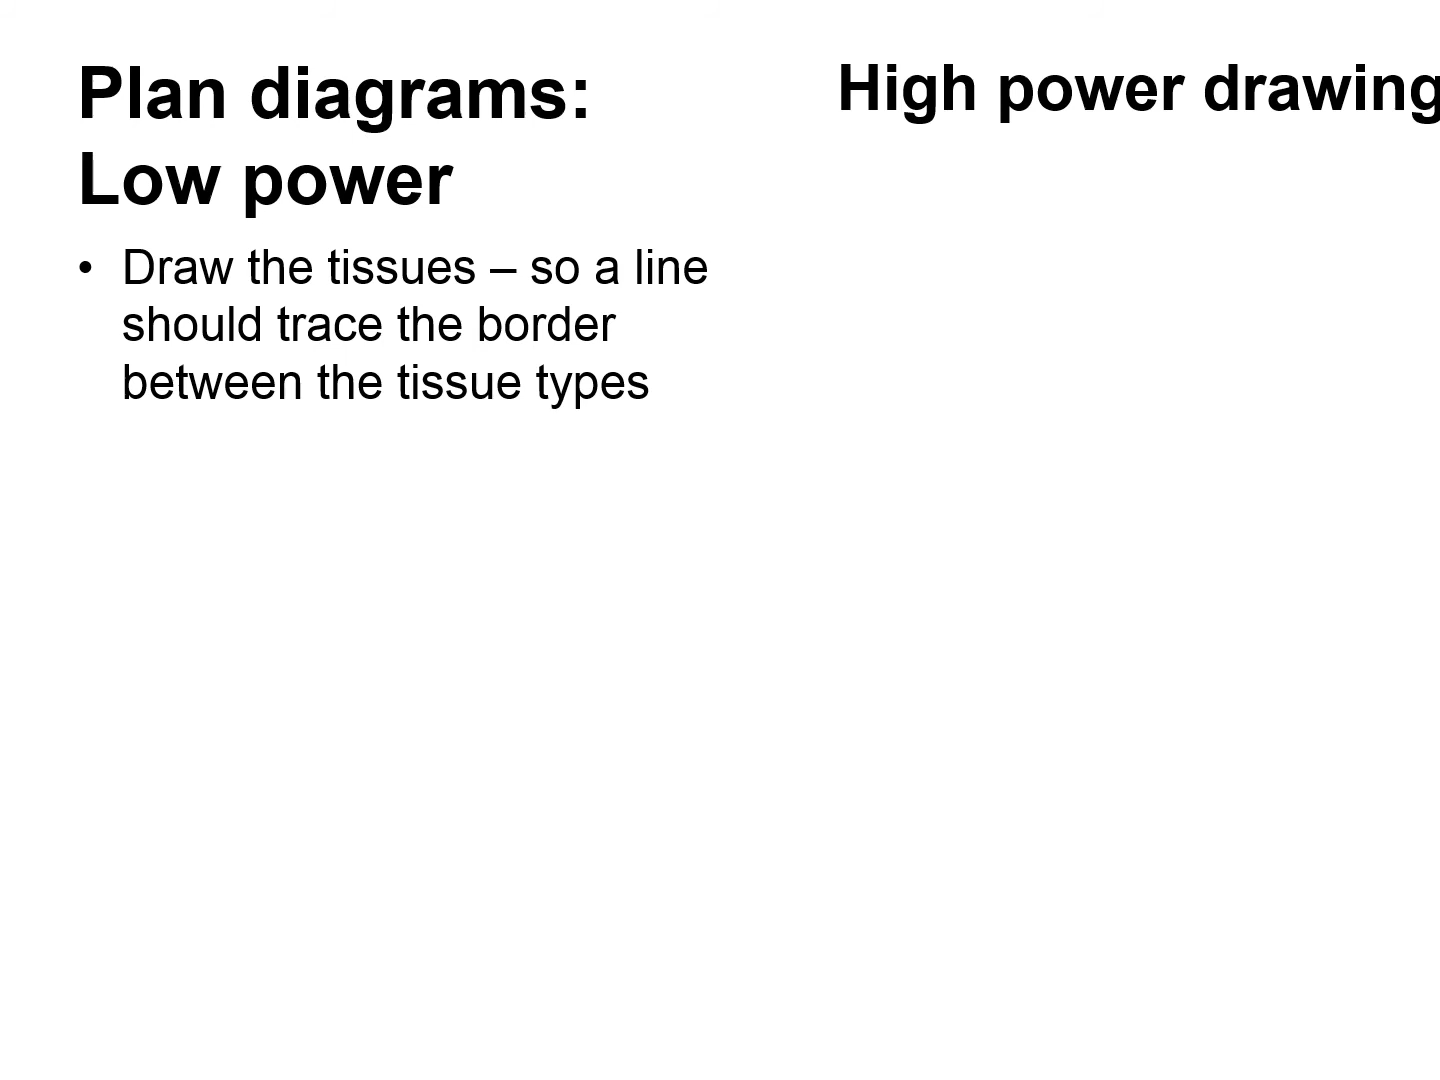 Plan diagrams:
Low power
• Draw the tissues – so a line
should trace the border
between the tissue types
High power drawing